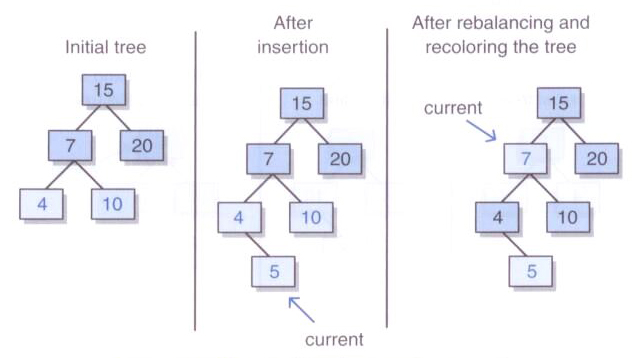 Initial tree
15
7
20
4
10
After
insertion
15
7
20
4
10
5
current
After rebalancing and
recoloring the tree
current
15
7
20
4
10
5